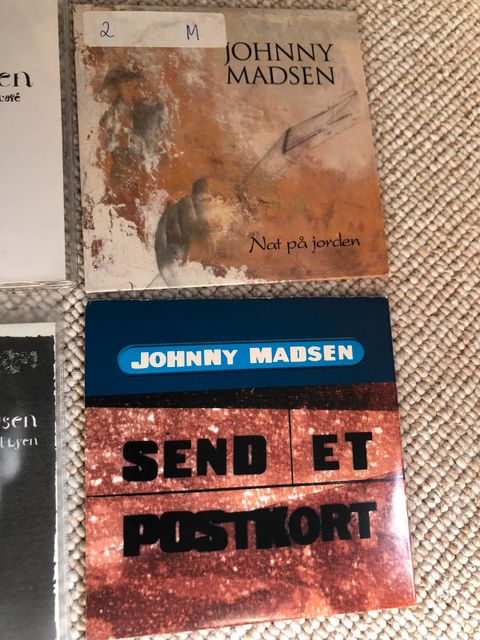 2 M
JOHNNY
MADSEN
Nat på jorden
JOHNNY MADSEN
SEND ET
POSTKORT